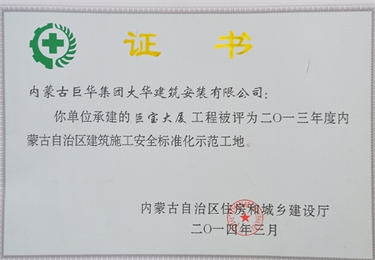 证书
内蒙古巨华集团大华建筑安装有限公司：
你单位承建的巨宝大厦工程被评为二〇一三年度内
蒙古自治区建筑施工安全标准化示范工地。
内蒙古自治区住房和城乡建设厅
二〇一四年三月